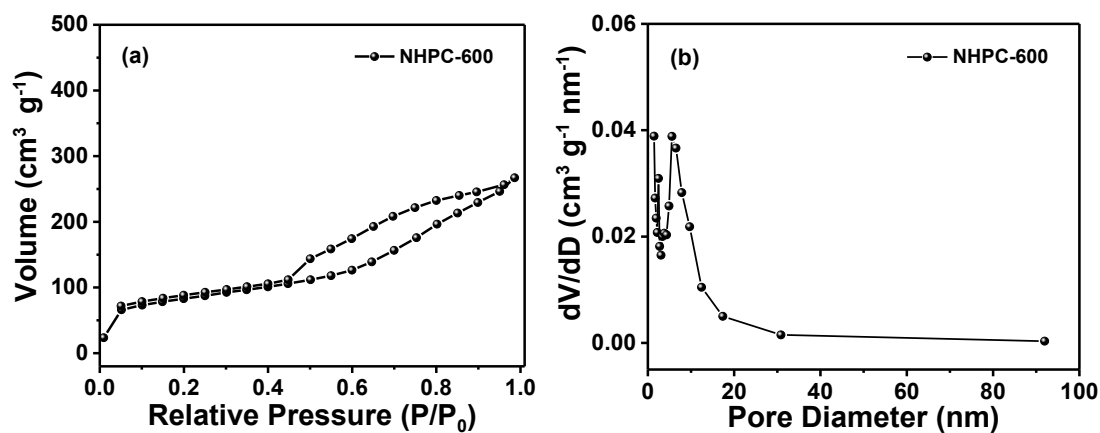 (a)
NHPC-600
500
400
300
200
100
0
Volume (cm³ g⁻¹)
0.0 0.2 0.4 0.6 0.8 1.0
Relative Pressure (P/P₀)
(b)
NHPC-600
0.06
0.04
0.02
0.00
dV/dD (cm³ g⁻¹ nm⁻¹)
0 20 40 60 80 100
Pore Diameter (nm)